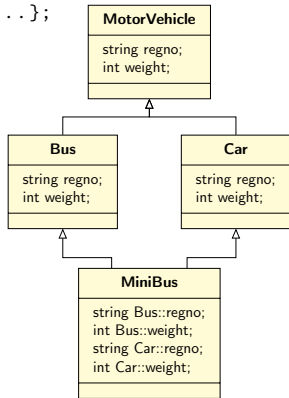 ..};
MotorVehicle
string regno;
int weight;
Bus
string regno;
int weight;
Car
string regno;
int weight;
MiniBus
string Bus::regno;
int Bus::weight;
string Car::regno;
int Car::weight;